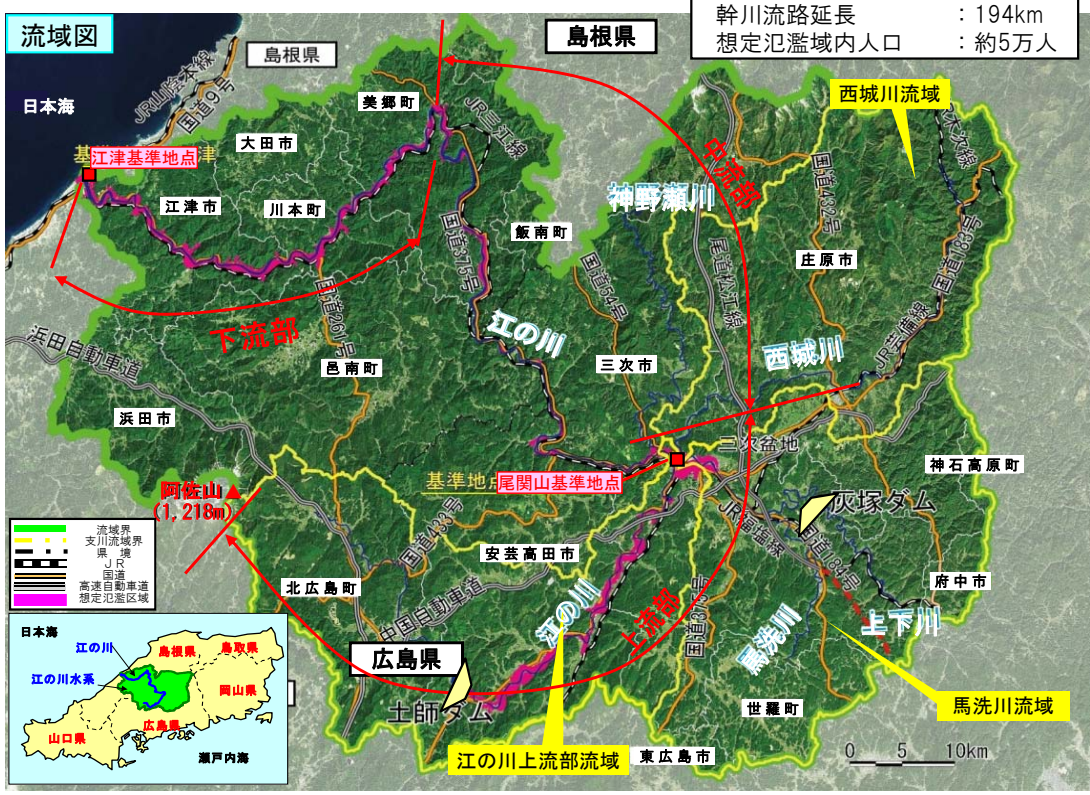 幹川流路延長 : 194km
想定氾濫域内人口 : 約5万人
流域図
島根県
島根県
日本海
JR山陰本線
国道9号
美郷町
JR三江線
大田市
江津基準地点
江津市
川本町
飯南町
国道375号
中流部
神野瀬川
西城川流域
木次線
国道432号
国道183号
庄原市
尾道松江線
国道54号
下流部
国道261号
江の川
三次市
西城川
JR芸備線
浜田自動車道
邑南町
浜田市
三次盆地
神石高原町
基準地点
尾関山基準地点
阿佐山▲
(1,218m)
灰塚ダム
JR福塩線
国道184号
国道433号
安芸高田市
府中市
北広島町
中国自動車道
江の川
上流部
国道375号
馬洗川
上下川
広島県
土師ダム
世羅町
馬洗川流域
江の川上流部流域
東広島市
0 5 10km
流域界
支川流域界
県 境
JR
国道
高速自動車道
想定氾濫区域
日本海
江の川
島根県
鳥取県
江の川水系
岡山県
広島県
山口県
瀬戸内海